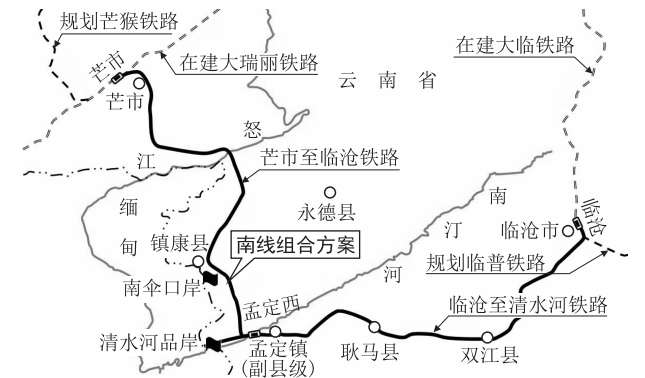 规划芒猴铁路
在建大瑞丽铁路
在建大临铁路
芒市
芒市
云南省
怒
江
芒市至临沧铁路
缅
甸
永德县
南
汀
河
临沧
临沧市
镇康县
南线组合方案
规划临普铁路
南伞口岸
孟定西
临沧至清水河铁路
清水河品岸
孟定镇
(副县级)
耿马县
双江县